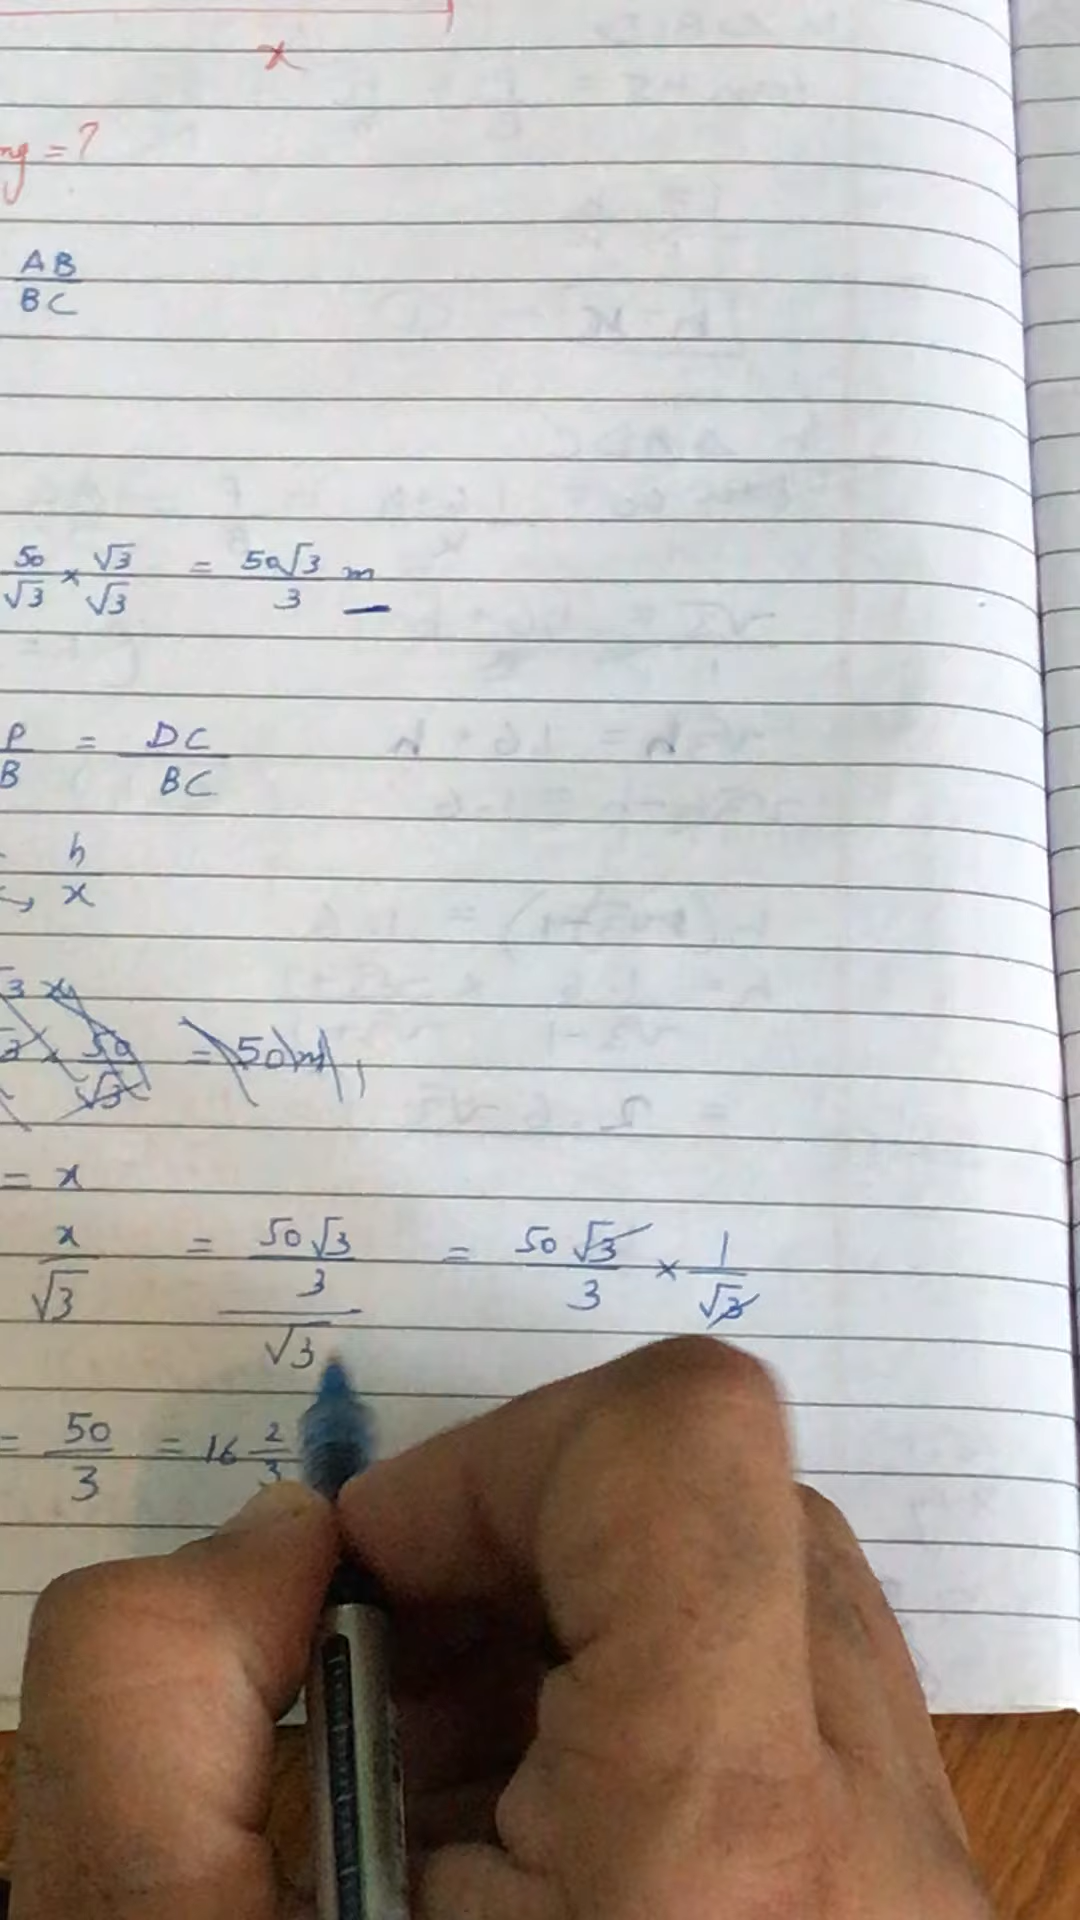 x
= ?
AB
BC
50/√3 × √3/√3 = 50√3/3 m
P/B = DC/BC
h/x
= 50m
= x
x/√3 = 50√3/3/√3 = 50√3/3 × 1/√3
= 50/3 = 16 2/3